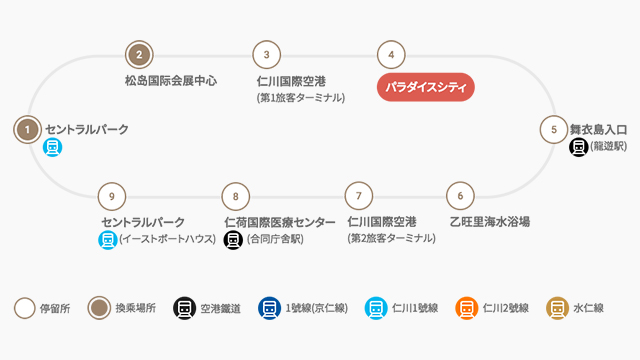 2
松岛国际会展中心
3
仁川国際空港
(第1旅客ターミナル)
4
パラダイスシティ
1
セントラルパーク
5
舞衣島入口
(龍遊駅)
9
セントラルパーク
(イーストボートハウス)
8
仁荷国際医療センター
(合同庁舎駅)
7
仁川国際空港
(第2旅客ターミナル)
6
乙旺里海水浴場
停留所
換乗場所
空港鐵道
1號線(京仁線)
仁川1號線
仁川2號線
水仁線